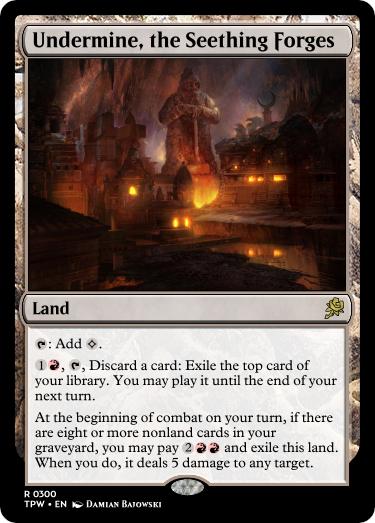 Undermine, the Seething Forges
Land
: Add .
1, , Discard a card: Exile the top card of
your library. You may play it until the end of your
next turn.
At the beginning of combat on your turn, if there
are eight or more nonland cards in your
graveyard, you may pay 2 and exile this land.
When you do, it deals 5 damage to any target.
R 0300
TPW • EN Damian Bajowski